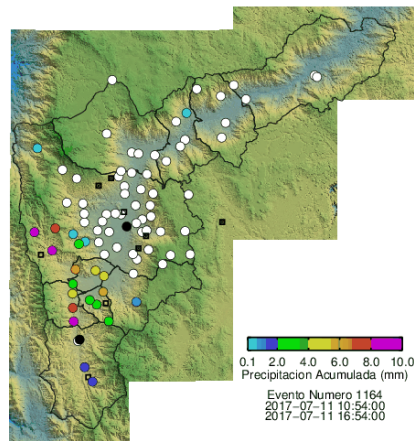 0.1 2.0 4.0 6.0 8.0 10.0
Precipitacion Acumulada (mm)
Evento Numero 1164
2017-07-11 10:54:00
2017-07-11 16:54:00